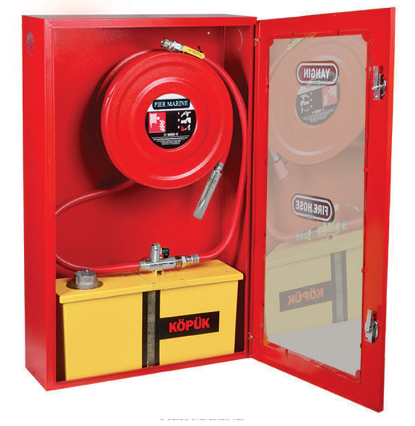 PIER MARINE
YANGIN
FIRE HOSE
KÖPÜK
KÖPÜK